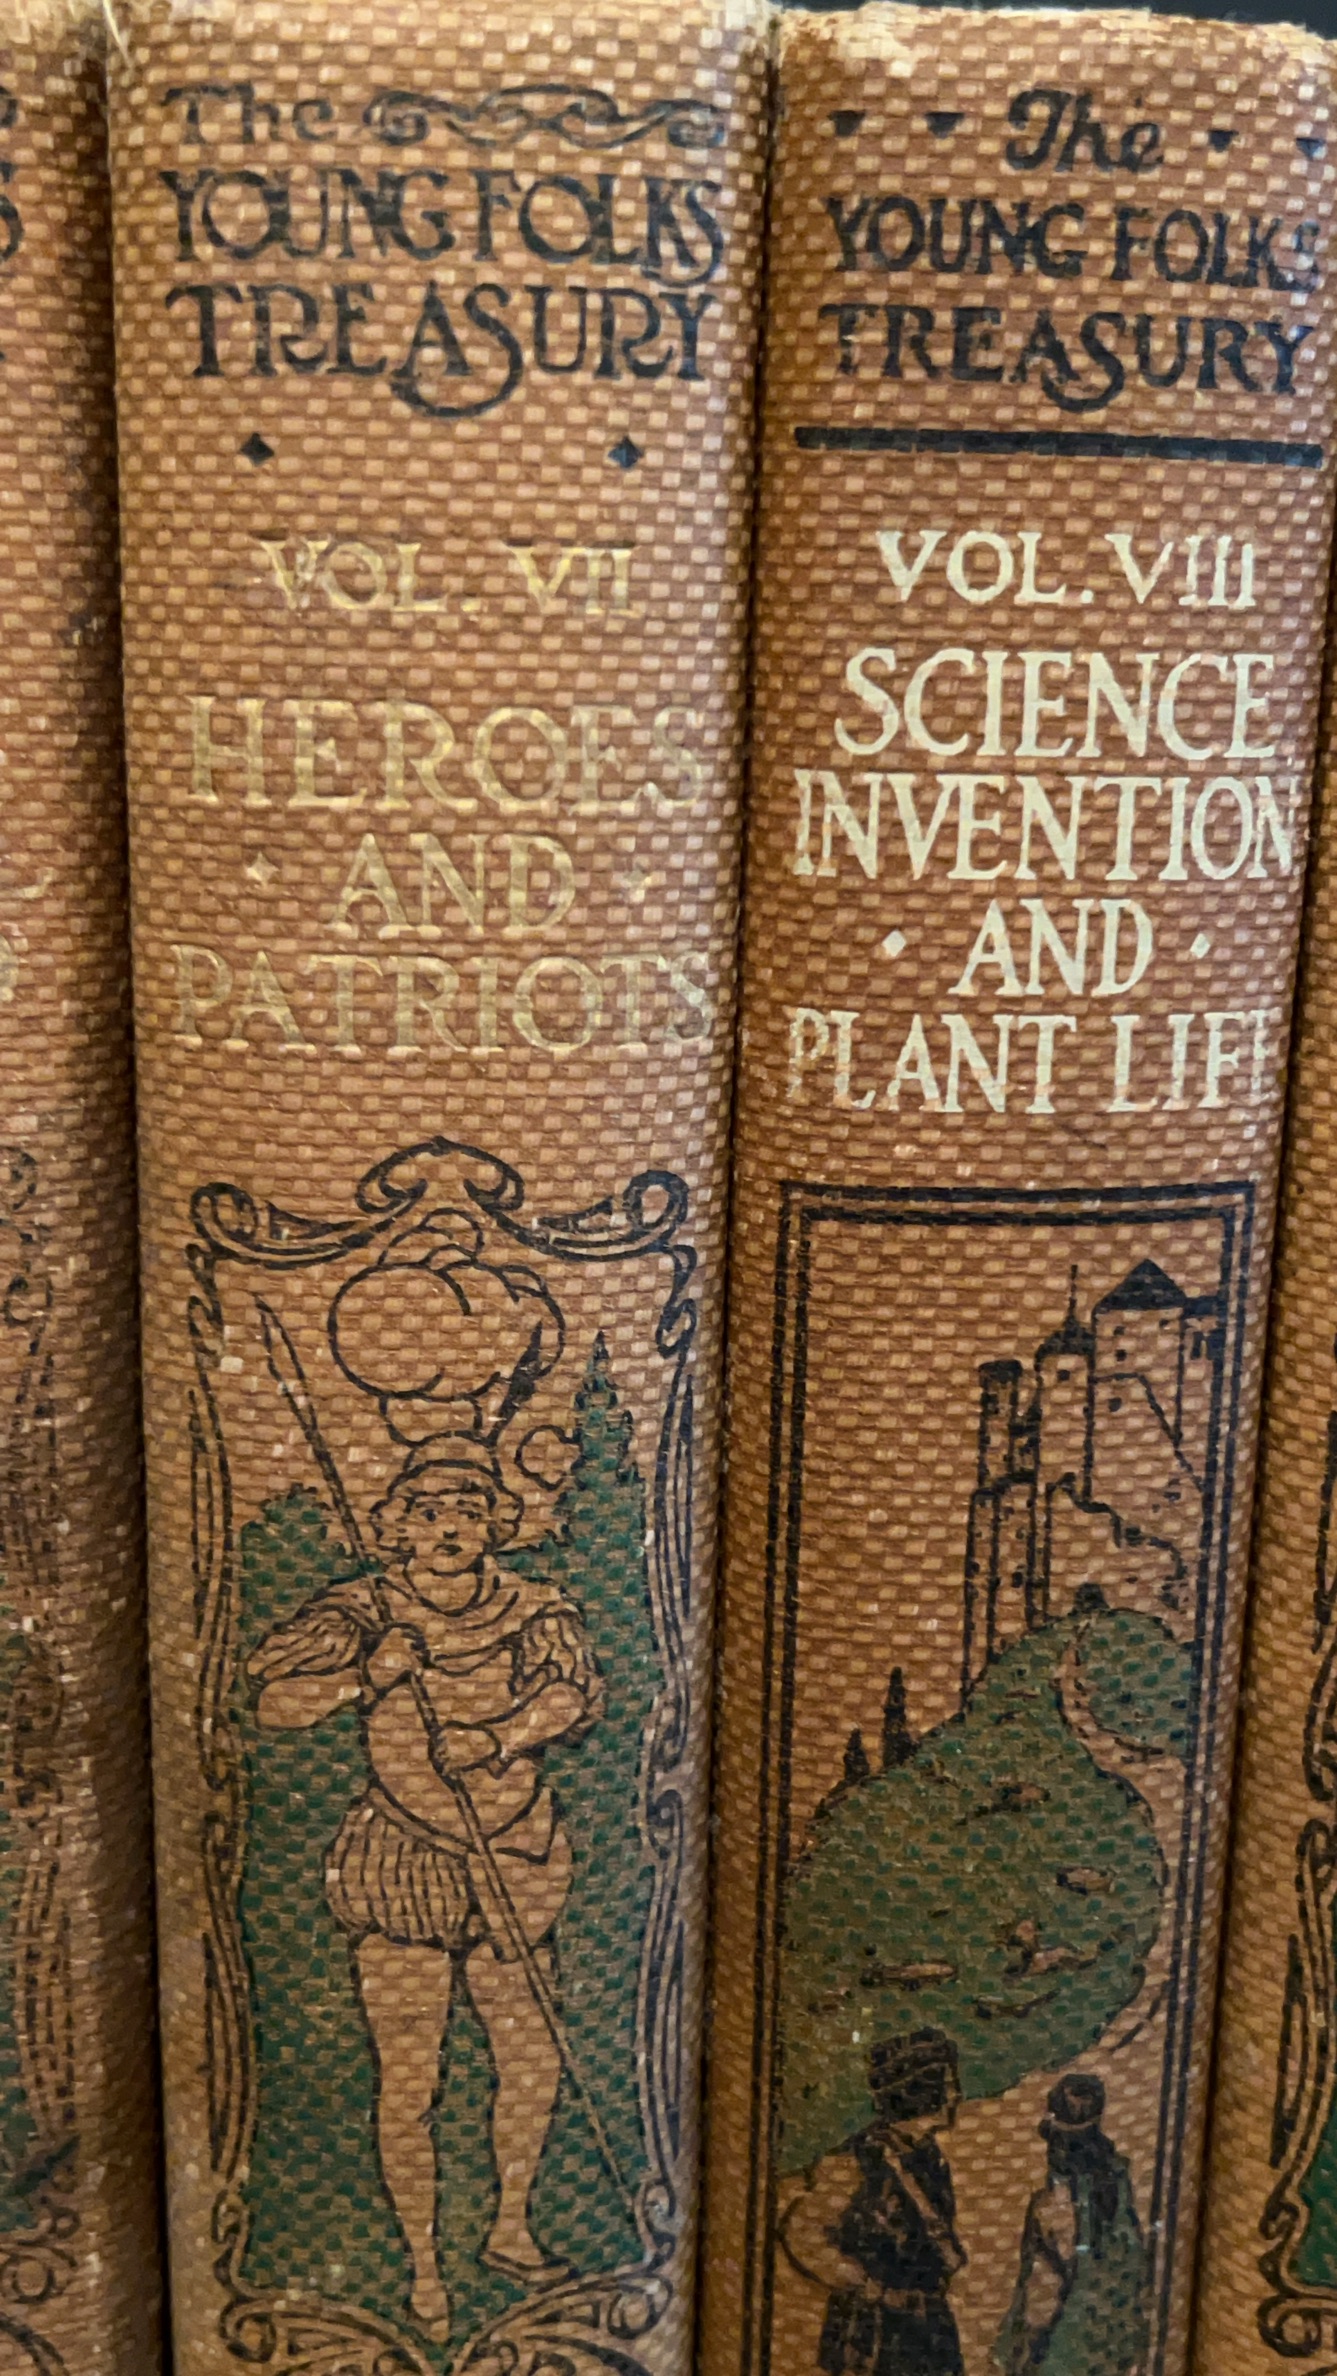 The
YOUNG FOLKS
TREASURY
VOL. VII
HEROES
AND
PATRIOTS
The
YOUNG FOLKS
TREASURY
VOL. VIII
SCIENCE
INVENTION
AND
PLANT LIFE